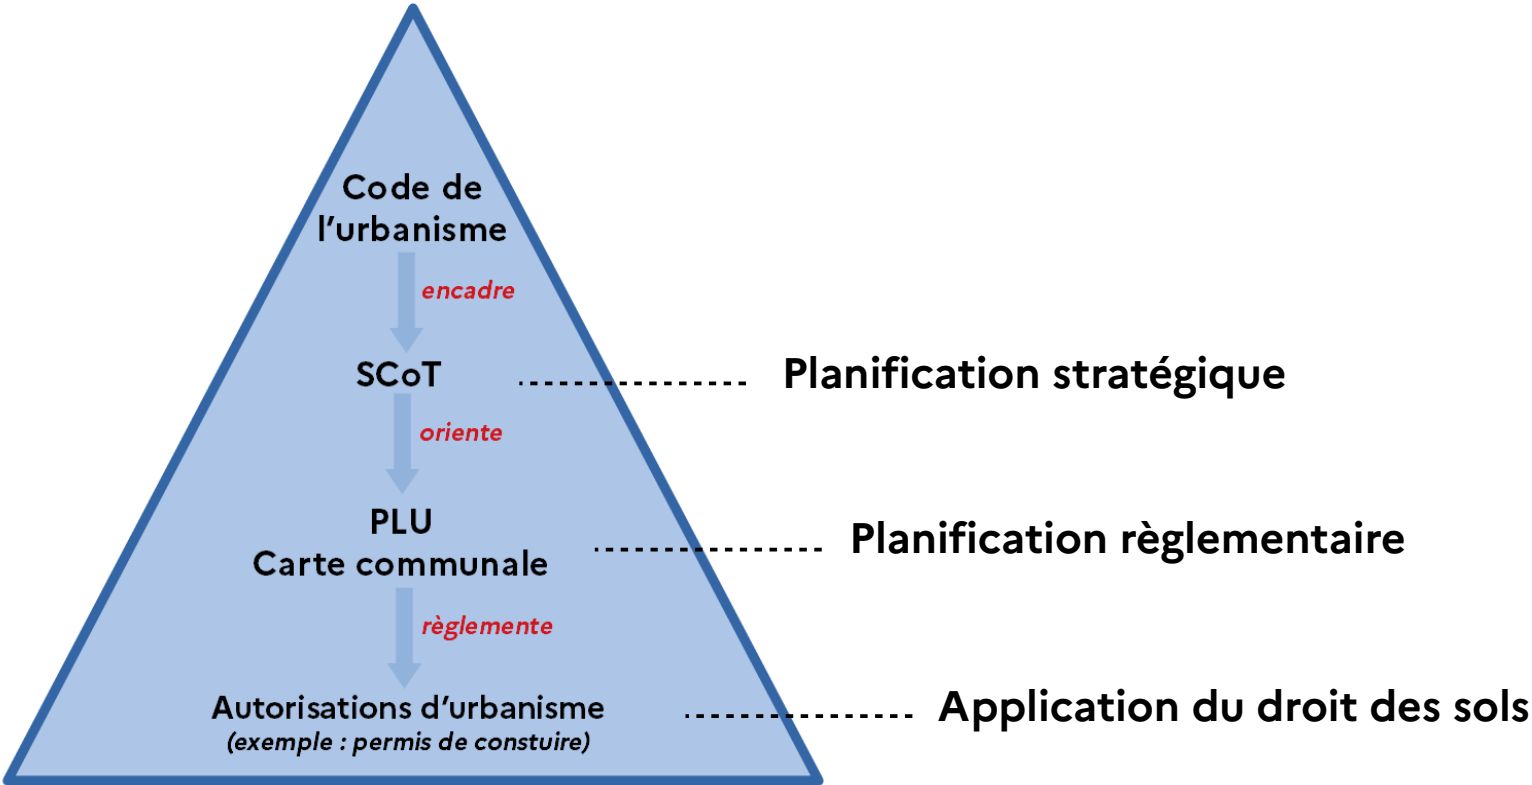 Code de
l’urbanisme
encadre
SCoT
Planification stratégique
oriente
PLU
Carte communale
Planification règlementaire
règlemente
Autorisations d’urbanisme
(exemple : permis de constuire)
Application du droit des sols